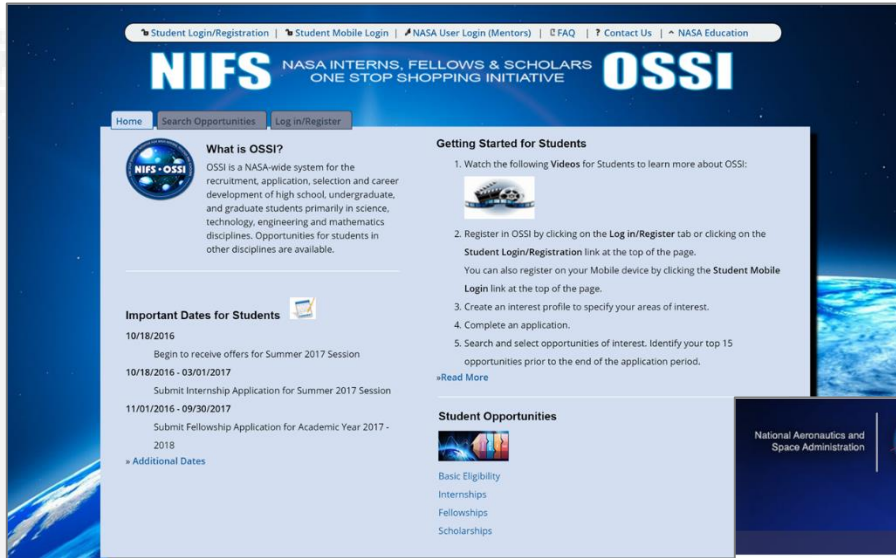 Student Login/Registration | Student Mobile Login | NASA User Login (Mentors) | FAQ | ? Contact Us | NASA Education
NIFS NASA INTERNS, FELLOWS & SCHOLARS OSSI
ONE STOP SHOPPING INITIATIVE
Home Search Opportunities Log in/Register
NIFS • OSSI
What is OSSI?
OSSI is a NASA-wide system for the
recruitment, application, selection and career
development of high school, undergraduate,
and graduate students primarily in science,
technology, engineering and mathematics
disciplines. Opportunities for students in
other disciplines are available.
Important Dates for Students
10/18/2016
Begin to receive offers for Summer 2017 Session
10/18/2016 - 03/01/2017
Submit Internship Application for Summer 2017 Session
11/01/2016 - 09/30/2017
Submit Fellowship Application for Academic Year 2017 -
2018
» Additional Dates
Getting Started for Students
1. Watch the following Videos for Students to learn more about OSSI:
2. Register in OSSI by clicking on the Log in/Register tab or clicking on the
Student Login/Registration link at the top of the page.
You can also register on your Mobile device by clicking the Student Mobile
Login link at the top of the page.
3. Create an interest profile to specify your areas of interest.
4. Complete an application.
5. Search and select opportunities of interest. Identify your top 15
opportunities prior to the end of the application period.
»Read More
Student Opportunities
Basic Eligibility
Internships
Fellowships
Scholarships
National Aeronautics and
Space Administration